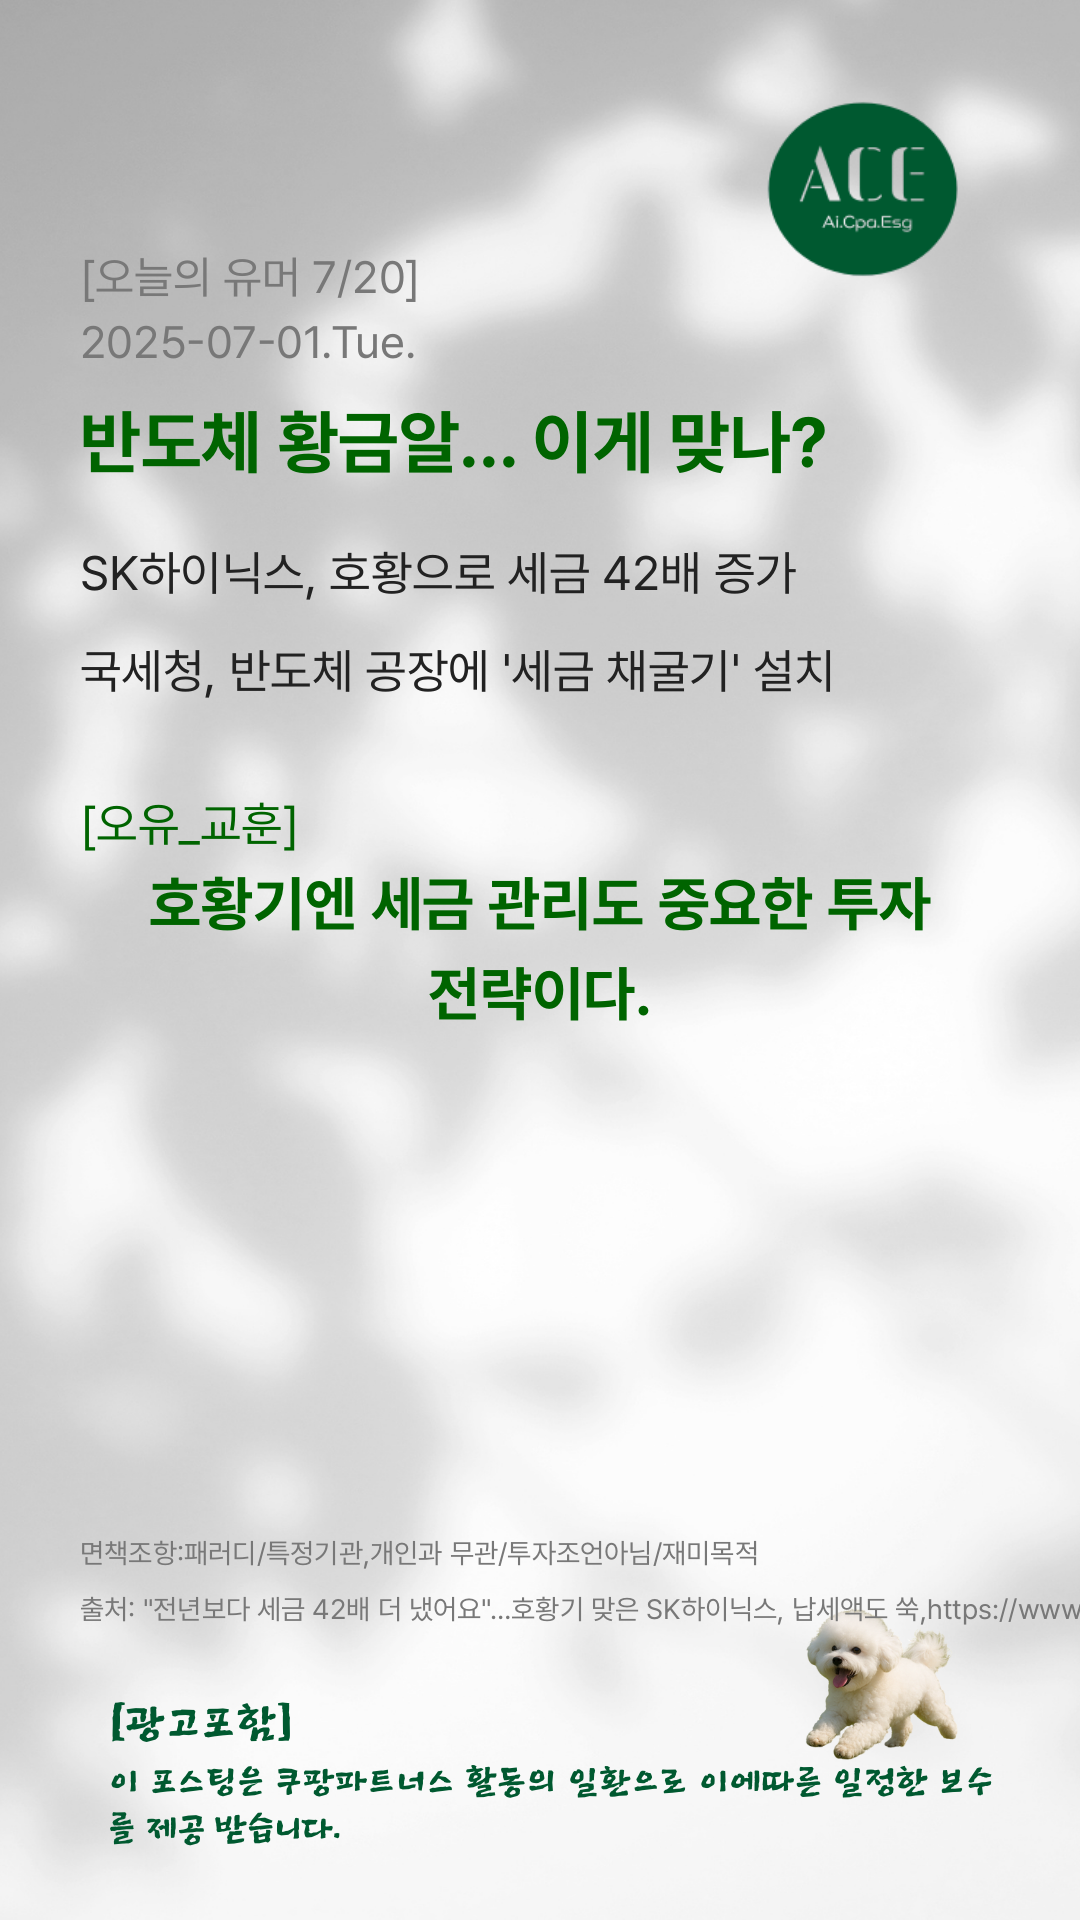 ACE
Ai.Cpa.Esg
[오늘의 유머 7/20]
2025-07-01.Tue.
반도체 황금알... 이게 맞나?
SK하이닉스, 호황으로 세금 42배 증가
국세청, 반도체 공장에 '세금 채굴기' 설치
[오유_교훈]
호황기엔 세금 관리도 중요한 투자
전략이다.
면책조항:패러디/특정기관,개인과 무관/투자조언아님/재미목적
출처: "전년보다 세금 42배 더 냈어요"...호황기 맞은 SK하이닉스, 납세액도 쑥,https://www
[광고포함]
이 포스팅은 쿠팡파트너스 활동의 일환으로 이에따른 일정한 보수
를 제공 받습니다.